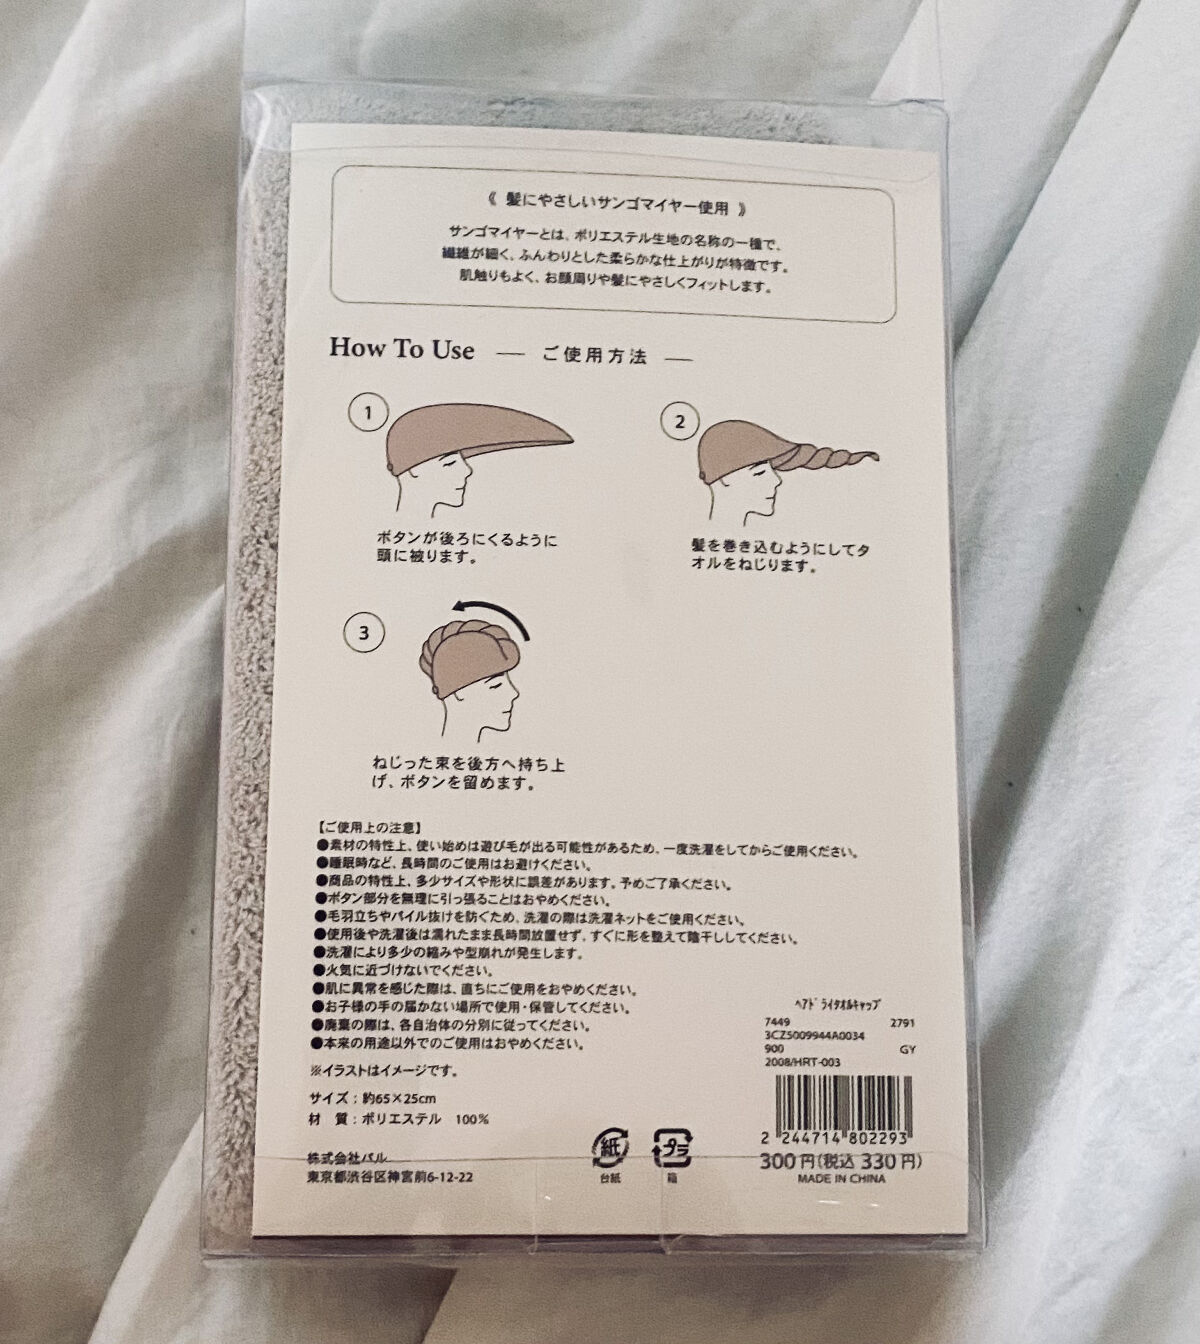 《 髪にやさしいサンゴマイヤー使用 》
サンゴマイヤーとは、ポリエステル生地の名称の一種で、
繊維が細く、ふんわりとした柔らかな仕上がりが特徴です。
肌触りもよく、お顔周りや髪にやさしくフィットします。
How To Use — ご使用方法 —
1
2
ボタンが後ろにくるように
頭に被ります。
髪を巻き込むようにしてタ
オルをねじります。
3
ねじった束を後方へ持ち上
げ、ボタンを留めます。
【ご使用上の注意】
●素材の特性上、使い始めは遊び毛が出る可能性があるため、一度洗濯をしてからご使用ください。
●睡眠時など、長時間のご使用はお避けください。
●商品の特性上、多少サイズや形状に誤差があります。予めご了承ください。
●ボタン部分を無理に引っ張ることはおやめください。
●毛羽立ちやパイル抜けを防ぐため、洗濯の際は洗濯ネットをご使用ください。
●使用後や洗濯後は濡れたまま長時間放置せず、すぐに形を整えて陰干ししてください。
●洗濯により多少の縮みや型崩れが発生します。
●火気に近づけないでください。
●肌に異常を感じた際は、直ちにご使用をおやめください。
●お子様の手の届かない場所で使用・保管してください。
●廃棄の際は、各自治体の分別に従ってください。
●本来の用途以外でのご使用はおやめください。
※イラストはイメージです。
サイズ：約65×25cm
材　質：ポリエステル　100%
株式会社パル
東京都渋谷区神宮前6-12-22
紙
台紙
プラ
箱
ﾍｱﾄﾞﾗｲﾀｵﾙｷｬｯﾌﾟ
7449 2791
3CZ5009944A0034
900 GY
2008/HRT-003
2 244714 802293
300円(税込 330円)
MADE IN CHINA